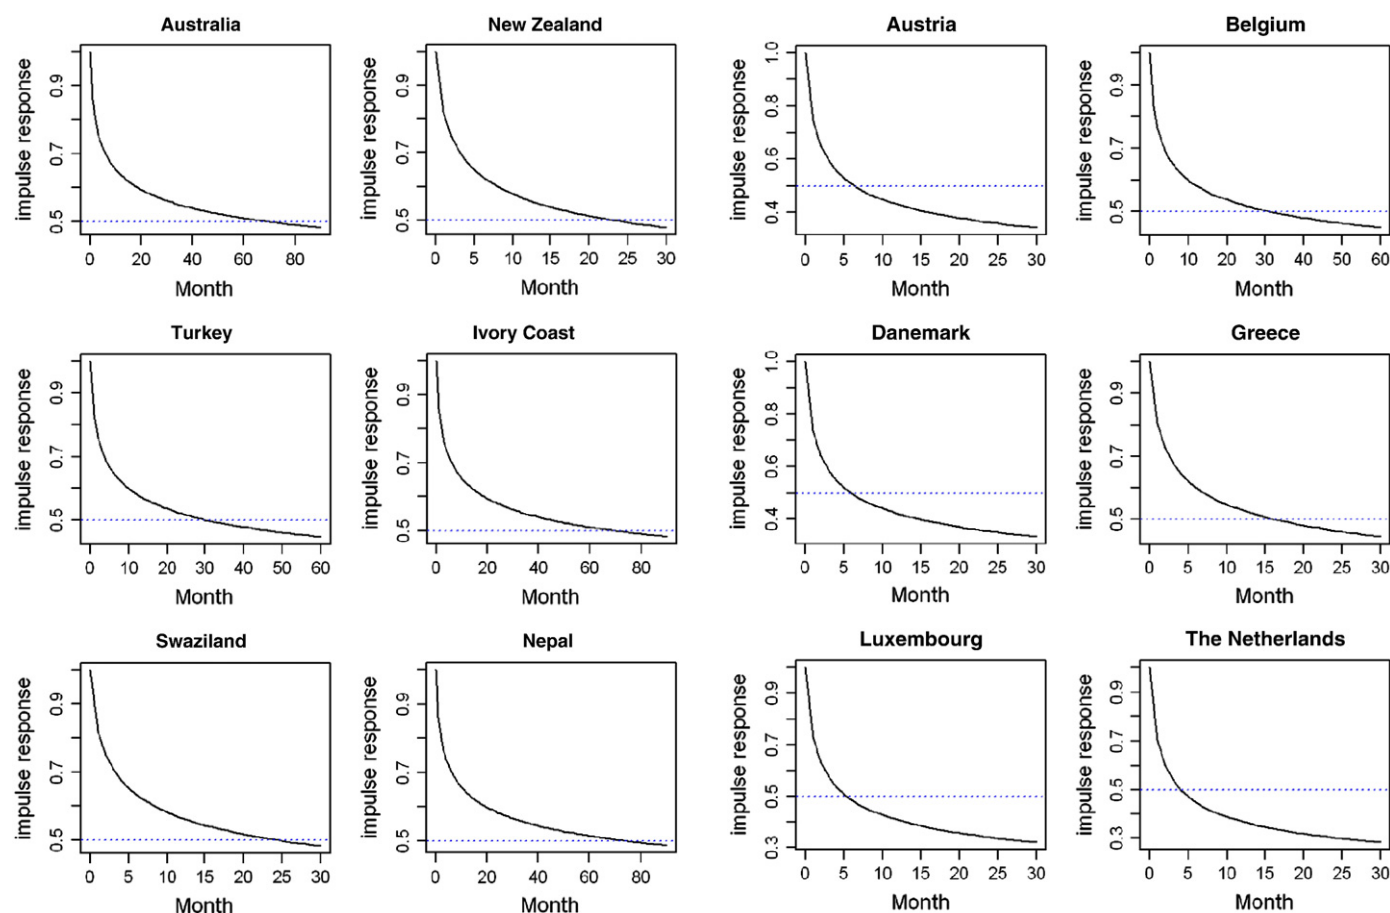 Australia
New Zealand
Austria
Belgium
impulse response
0.5 0.7 0.9
0 20 40 60 80
Month
impulse response
0.5 0.7 0.9
0 5 10 15 20 25 30
Month
impulse response
0.4 0.6 0.8 1.0
0 5 10 15 20 25 30
Month
impulse response
0.5 0.7 0.9
0 10 20 30 40 50 60
Month
Turkey
Ivory Coast
Danemark
Greece
impulse response
0.5 0.7 0.9
0 10 20 30 40 50 60
Month
impulse response
0.5 0.7 0.9
0 20 40 60 80
Month
impulse response
0.4 0.6 0.8 1.0
0 5 10 15 20 25 30
Month
impulse response
0.5 0.7 0.9
0 5 10 15 20 25 30
Month
Swaziland
Nepal
Luxembourg
The Netherlands
impulse response
0.5 0.7 0.9
0 5 10 15 20 25 30
Month
impulse response
0.5 0.7 0.9
0 20 40 60 80
Month
impulse response
0.3 0.5 0.7 0.9
0 5 10 15 20 25 30
Month
impulse response
0.3 0.5 0.7 0.9
0 5 10 15 20 25 30
Month